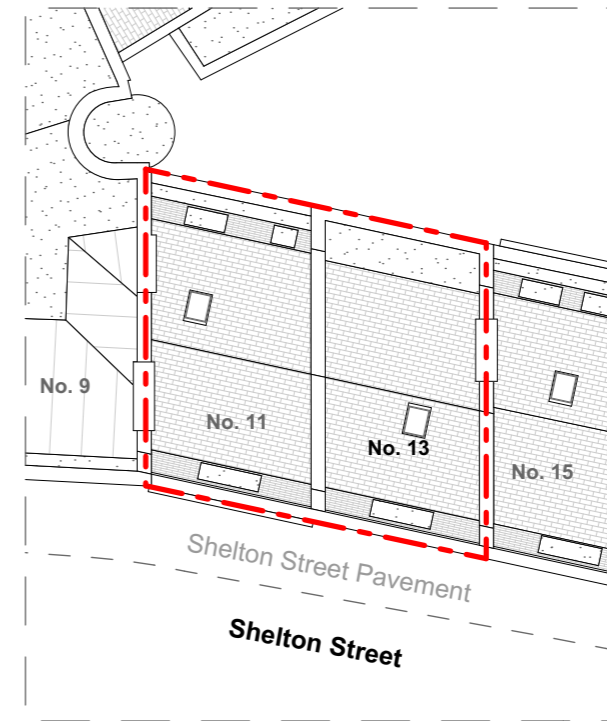 No. 9
No. 11
No. 13
No. 15
Shelton Street Pavement
Shelton Street